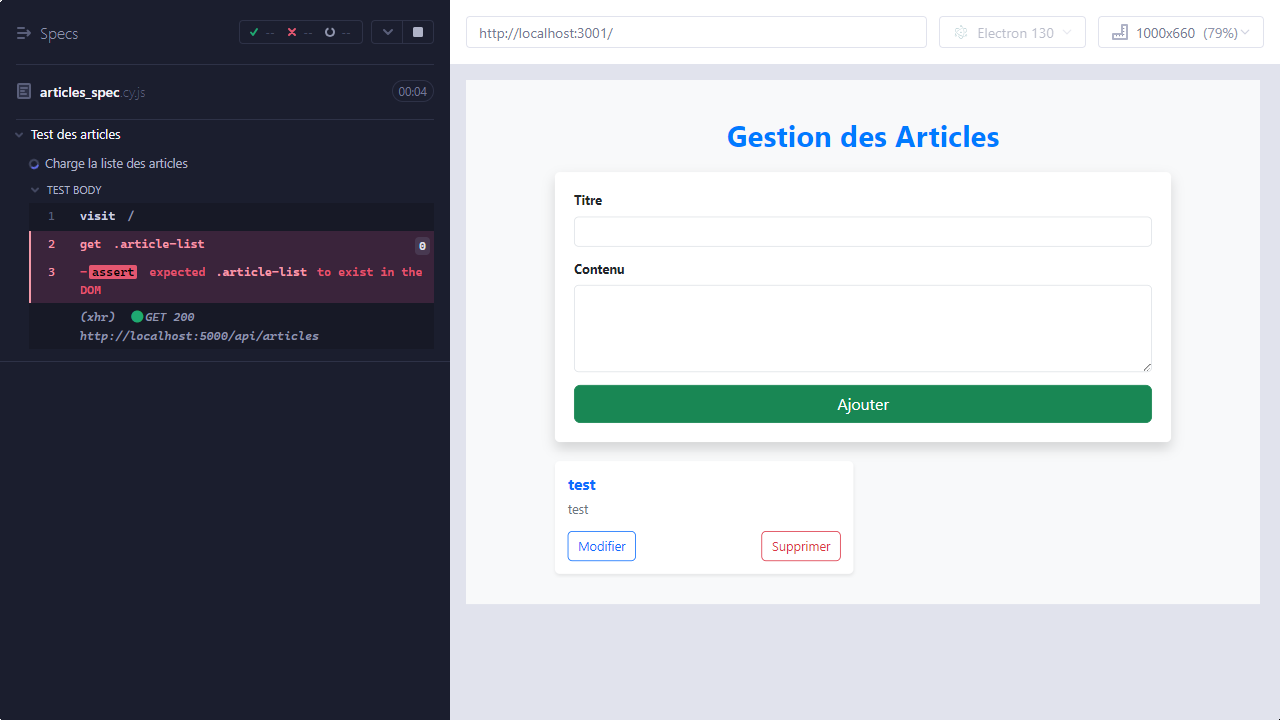 Specs
-- -- --
articles_spec.cy.js 00:04
Test des articles
Charge la liste des articles
TEST BODY
1 visit /
2 get .article-list 0
3 -assert expected .article-list to exist in the
DOM
(xhr) GET 200
http://localhost:5000/api/articles
http://localhost:3001/
Electron 130
1000x660 (79%)
Gestion des Articles
Titre
Contenu
Ajouter
test
test
Modifier Supprimer